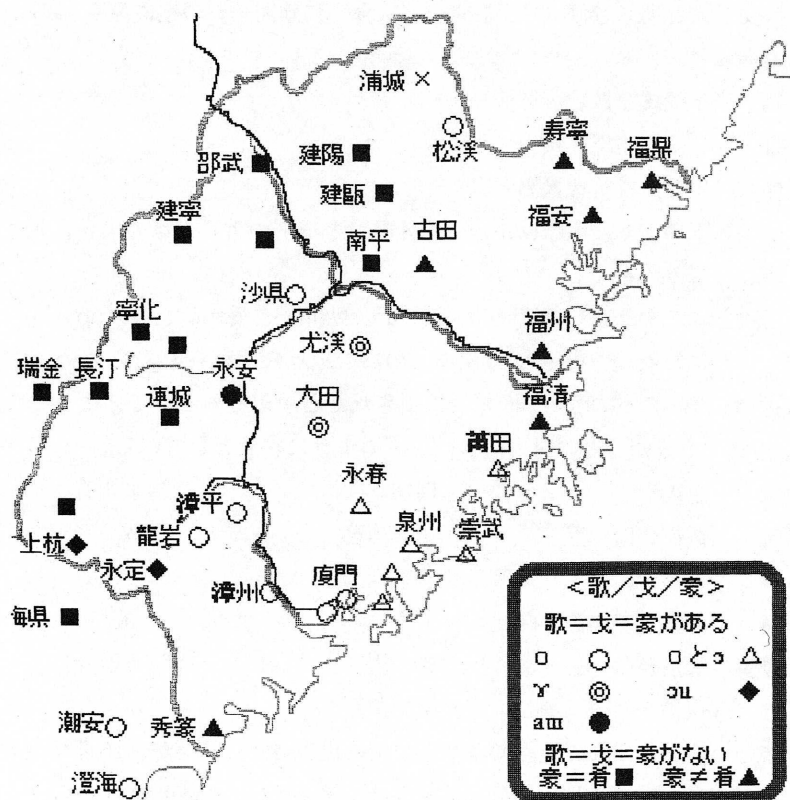 浦城×
松渓
寿寧
福鼎
邵武
建陽
建甌
福安
建寧
南平
古田
沙県
寧化
尤渓
福州
瑞金
長汀
永安
連城
大田
福清
莆田
永春
漳平
泉州
崇武
龍岩
上杭
永定
漳州
廈門
海県
潮安
秀篆
澄海
<歌/戈/豪>
歌=戈=豪がある
o ○ oとɔ △
ɤ ◎ ɔu ◆
ɐɯ ●
歌=戈=豪がない
豪=肴■ 豪≠肴▲